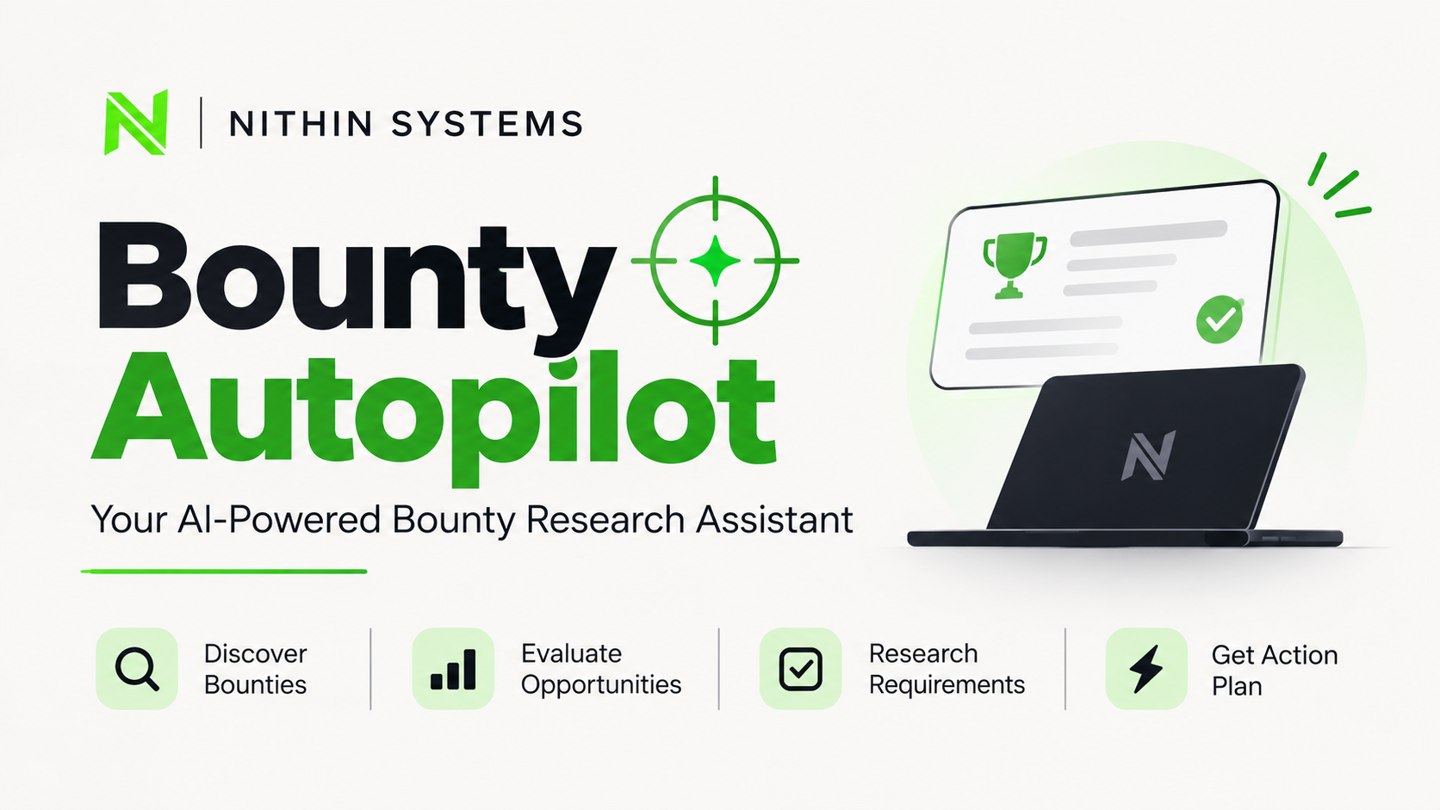 N | NITHIN SYSTEMS
Bounty
Autopilot
Your AI-Powered Bounty Research Assistant
N
Discover
Bounties
Evaluate
Opportunities
Research
Requirements
Get Action
Plan